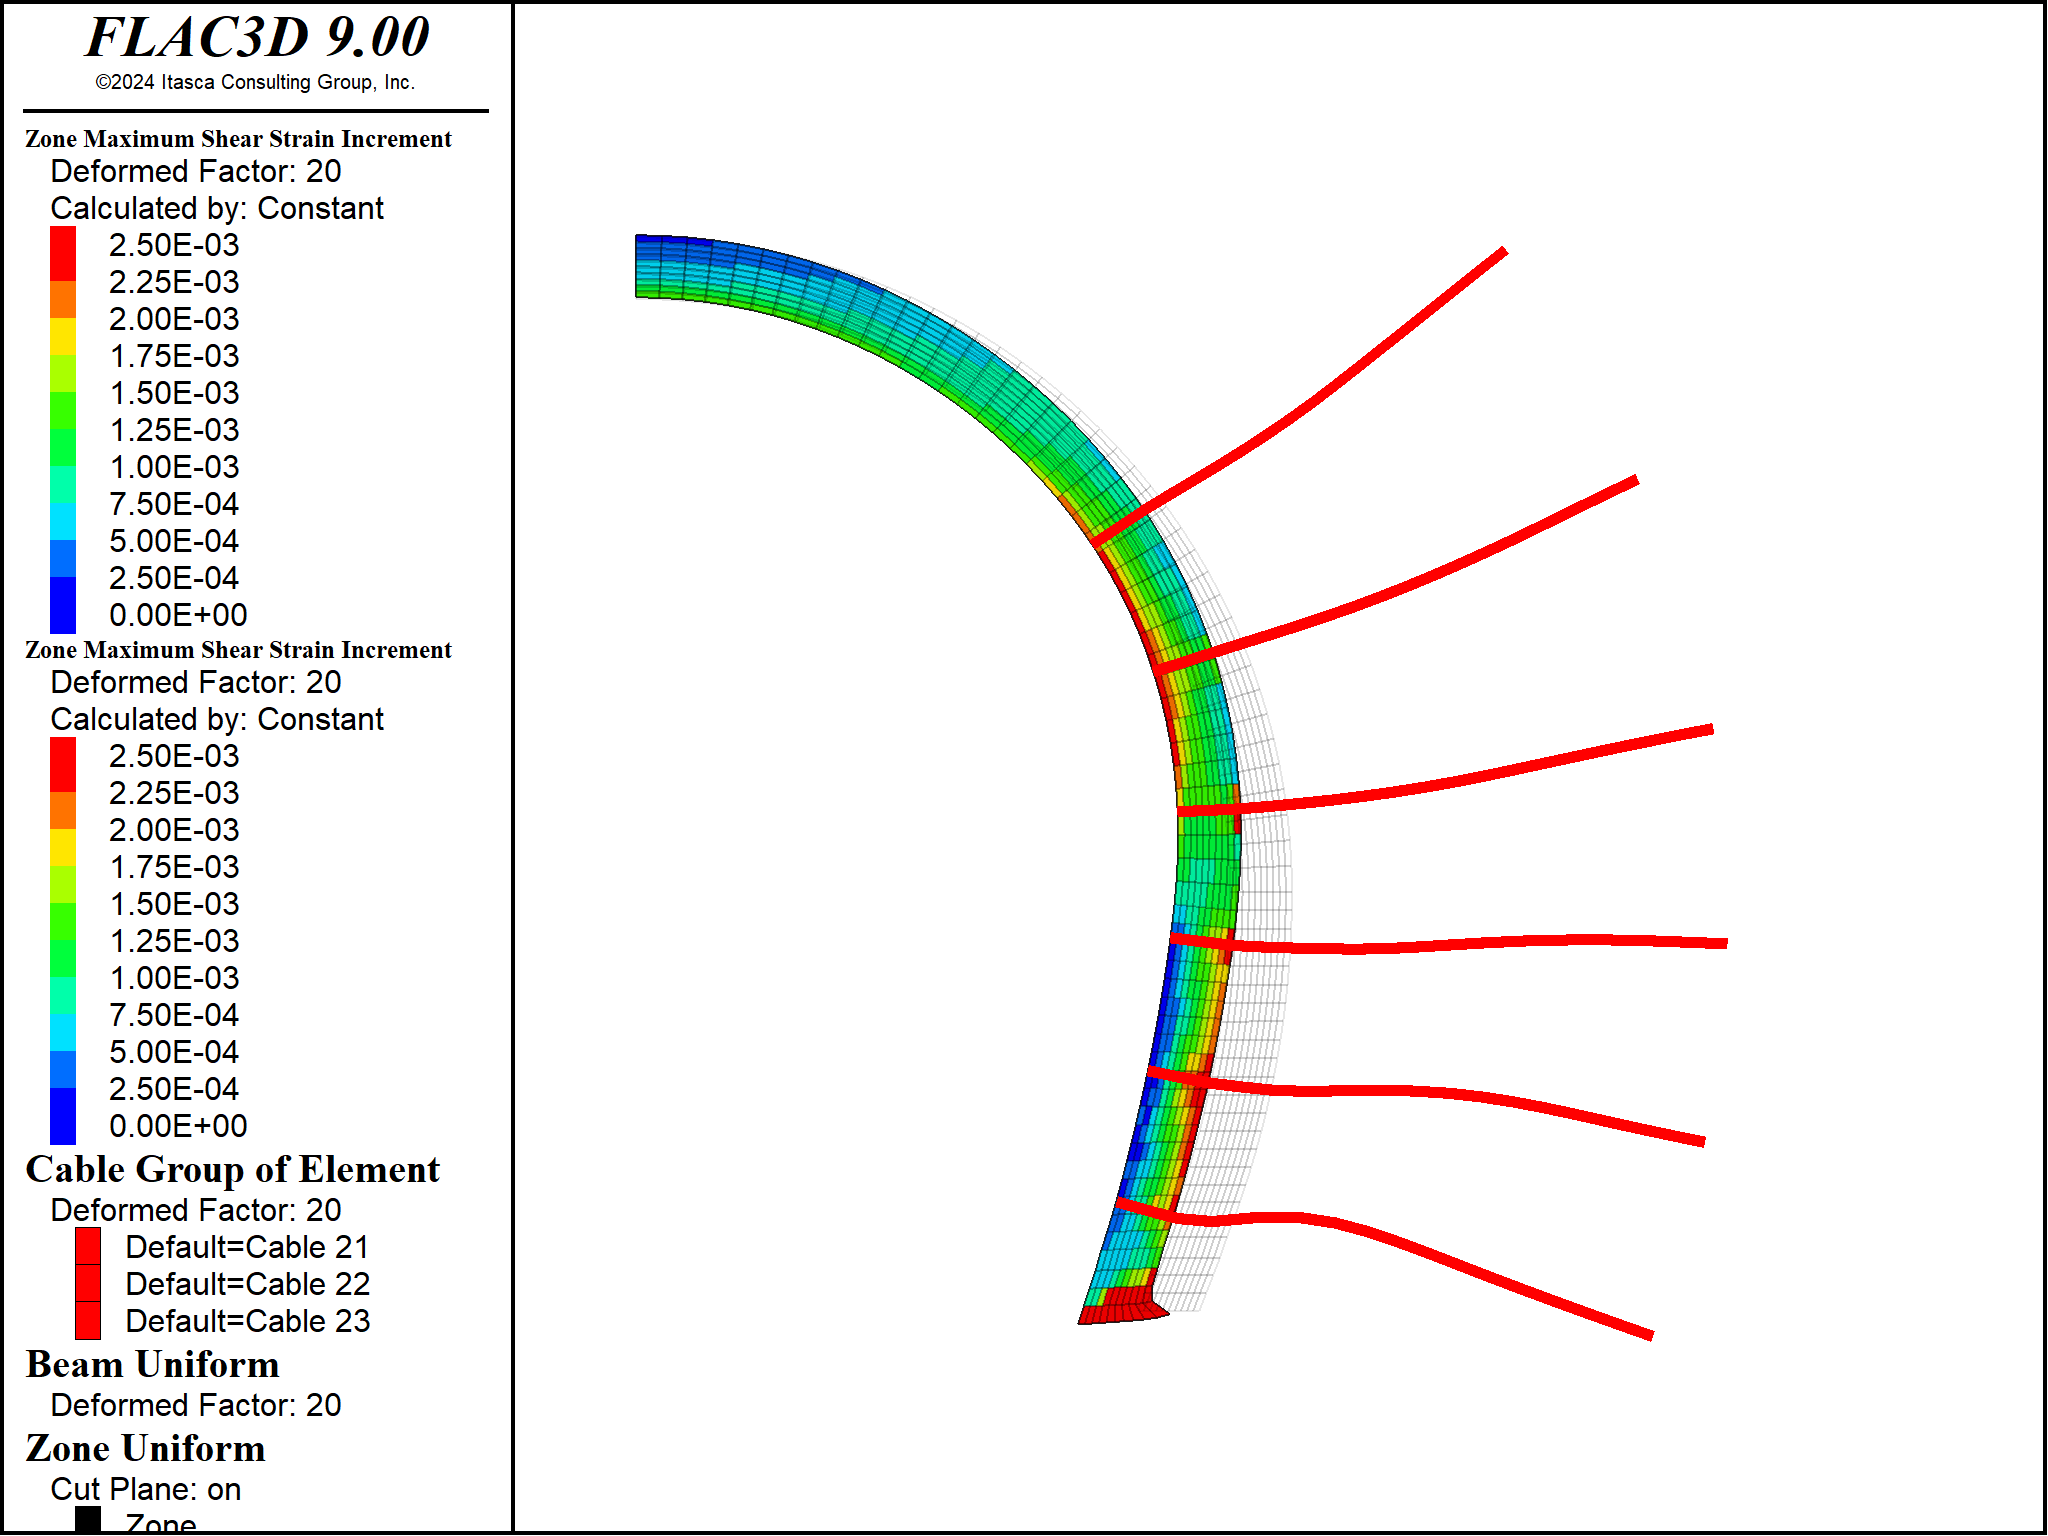 FLAC3D 9.00
©2024 Itasca Consulting Group, Inc.
Zone Maximum Shear Strain Increment
Deformed Factor: 20
Calculated by: Constant
2.50E-03
2.25E-03
2.00E-03
1.75E-03
1.50E-03
1.25E-03
1.00E-03
7.50E-04
5.00E-04
2.50E-04
0.00E+00
Zone Maximum Shear Strain Increment
Deformed Factor: 20
Calculated by: Constant
2.50E-03
2.25E-03
2.00E-03
1.75E-03
1.50E-03
1.25E-03
1.00E-03
7.50E-04
5.00E-04
2.50E-04
0.00E+00
Cable Group of Element
Deformed Factor: 20
Default=Cable 21
Default=Cable 22
Default=Cable 23
Beam Uniform
Deformed Factor: 20
Zone Uniform
Cut Plane: on
Zone